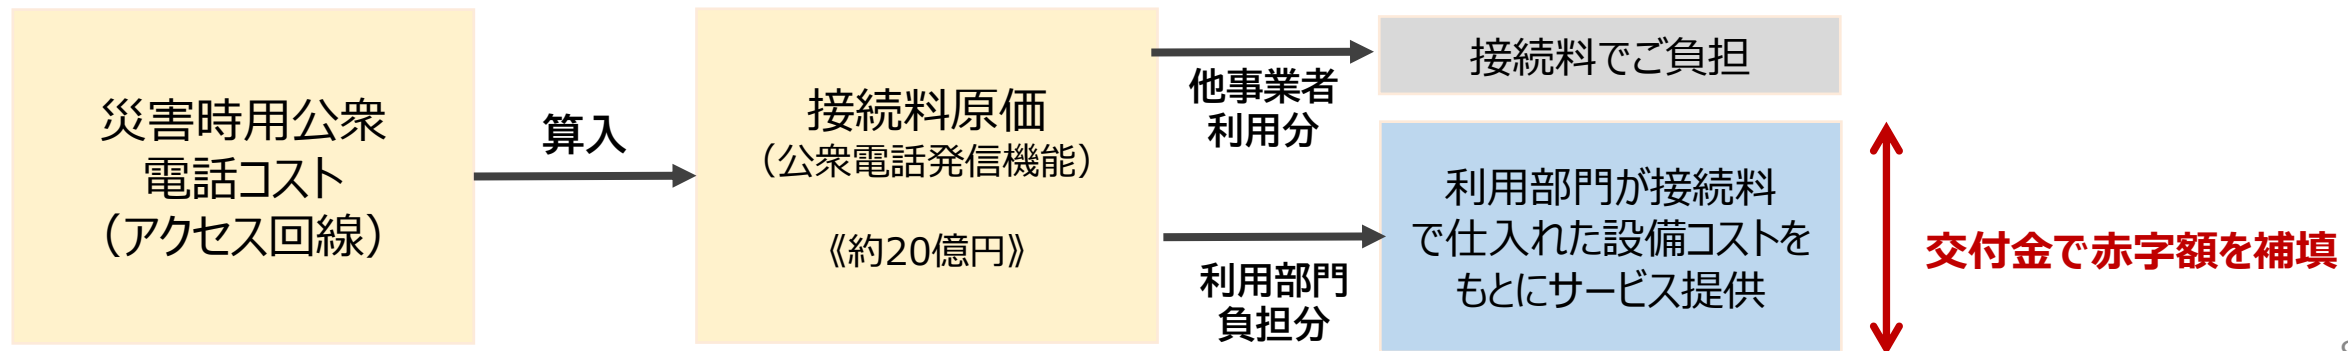 災害時用公衆
電話コスト
（アクセス回線）
算入
接続料原価
（公衆電話発信機能）
《約20億円》
他事業者
利用分
接続料でご負担
利用部門
負担分
利用部門が接続料
で仕入れた設備コストを
もとにサービス提供
交付金で赤字額を補填